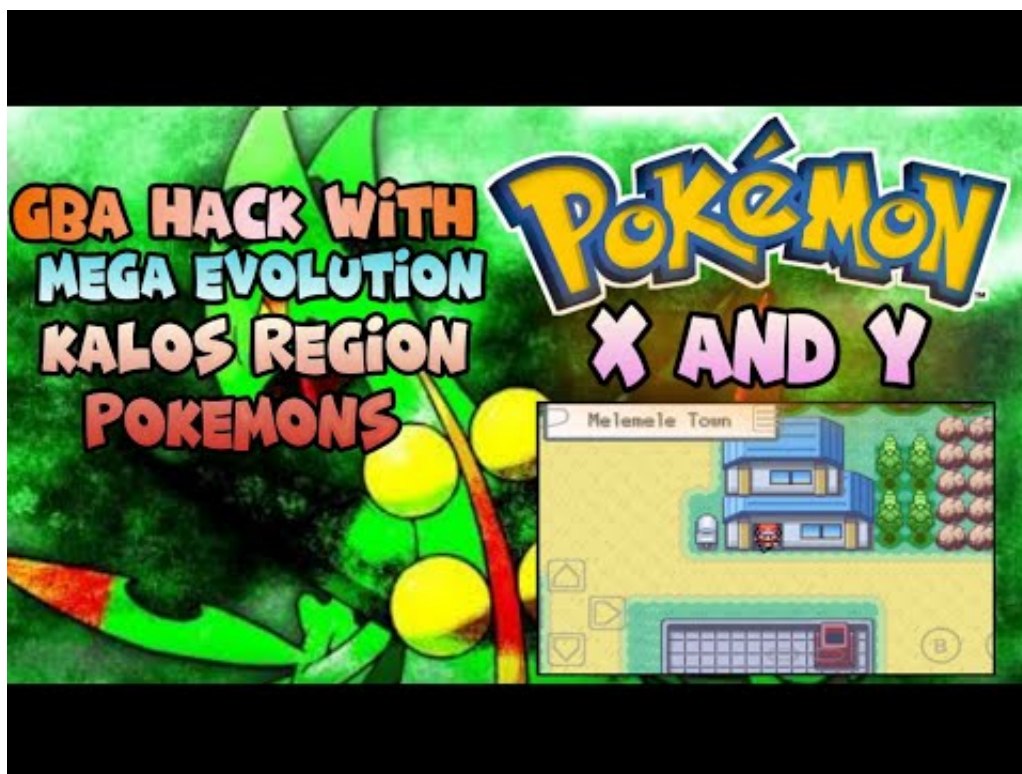 GBA HACK WITH
MEGA EVOLUTION
KALOS REGION
POKEMONS
POKéMON
X AND Y
Melemele Town
B